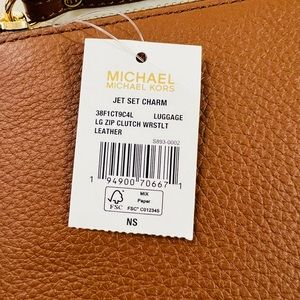 MICHAEL
MICHAEL KORS
JET SET CHARM
38F1CT9C4L LUGGAGE
LG ZIP CLUTCH WRSTLT
LEATHER
S893-0002
1 94900 70667 1
FSC
MIX
Paper
FSC® C012345
NS